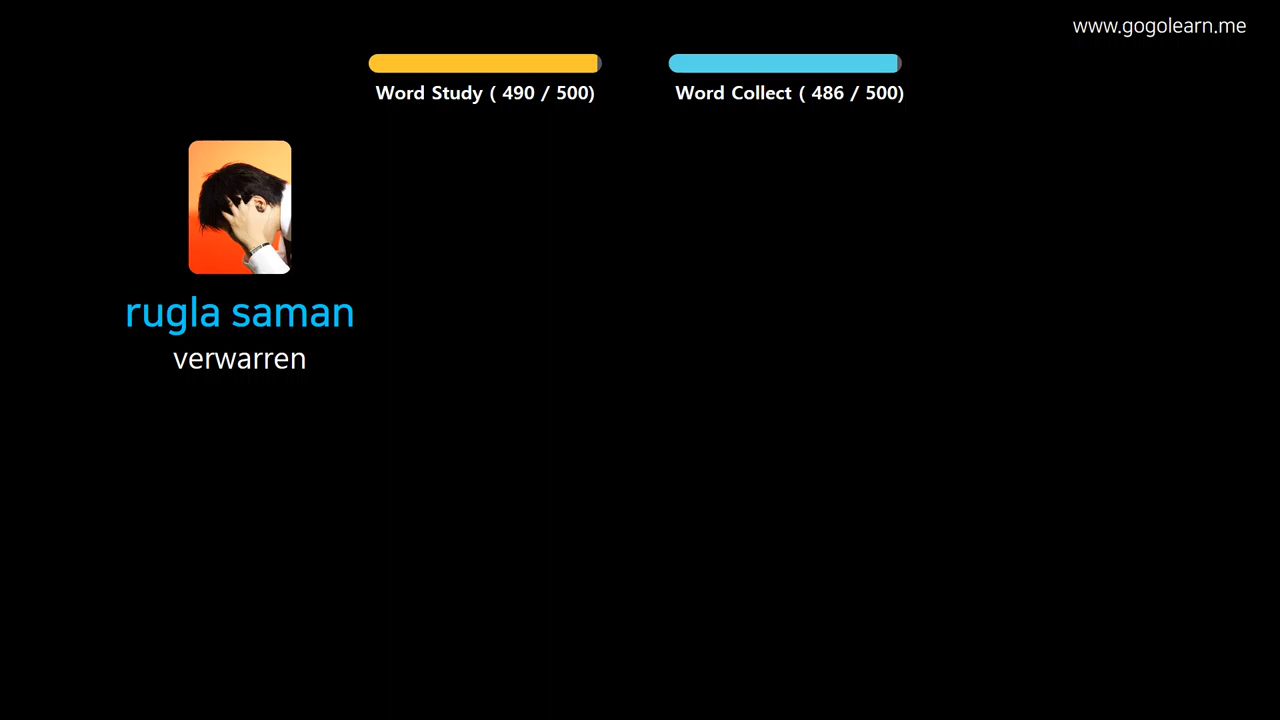 www.gogolearn.me
Word Study ( 490 / 500)
Word Collect ( 486 / 500)
rugla saman
verwarren